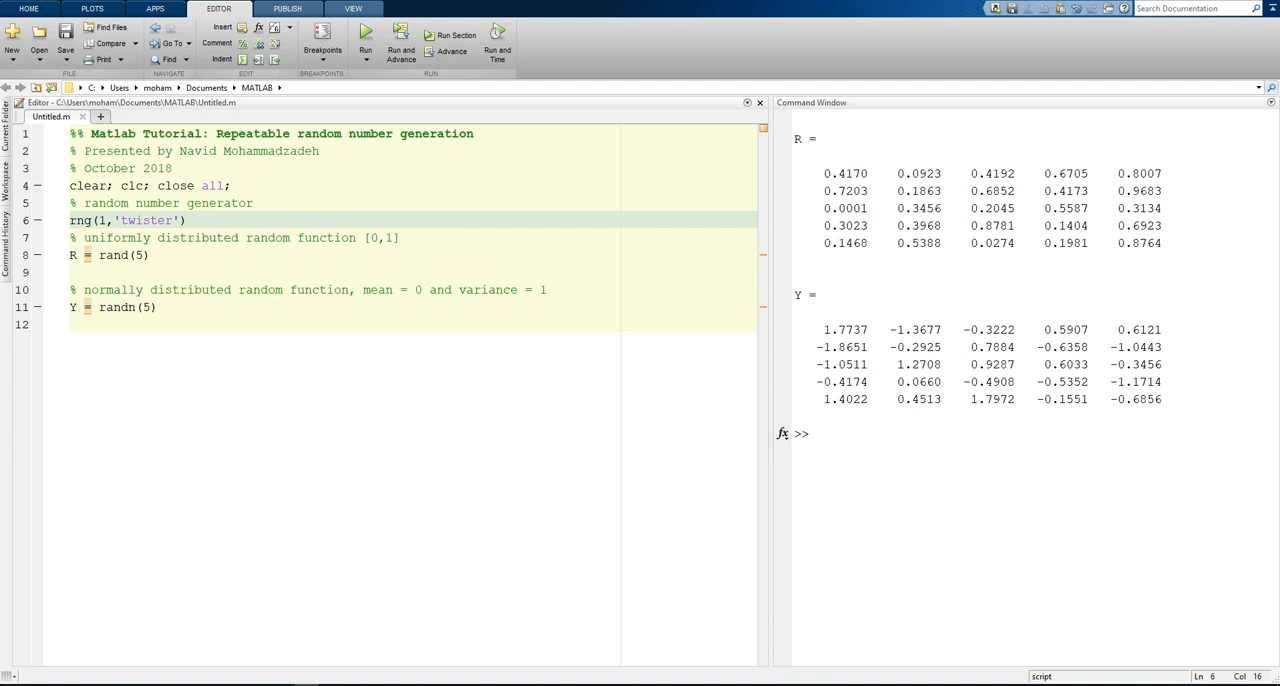 HOME PLOTS APPS EDITOR PUBLISH VIEW Search Documentation
New Open Save Find Files Compare Print Go To Find Insert Comment Indent Breakpoints Run Run and Advance Run Section Advance Run and Time
FILE NAVIGATE EDIT BREAKPOINTS RUN
C: Users moham Documents MATLAB
Editor - C:\Users\moham\Documents\MATLAB\Untitled.m
Untitled.m
Current Folder
Workspace
Command History
1 %% Matlab Tutorial: Repeatable random number generation
2 % Presented by Navid Mohammadzadeh
3 % October 2018
4 clear; clc; close all;
5 % random number generator
6 rng(1,'twister')
7 % uniformly distributed random function [0,1]
8 R = rand(5)
9
10 % normally distributed random function, mean = 0 and variance = 1
11 Y = randn(5)
12
Command Window
R =
0.4170 0.0923 0.4192 0.6705 0.8007
0.7203 0.1863 0.6852 0.4173 0.9683
0.0001 0.3456 0.2045 0.5587 0.3134
0.3023 0.3968 0.8781 0.1404 0.6923
0.1468 0.5388 0.0274 0.1981 0.8764
Y =
1.7737 -1.3677 -0.3222 0.5907 0.6121
-1.8651 -0.2925 0.7884 -0.6358 -1.0443
-1.0511 1.2708 0.9287 0.6033 -0.3456
-0.4174 0.0660 -0.4908 -0.5352 -1.1714
1.4022 0.4513 1.7972 -0.1551 -0.6856
fx >>
script Ln 6 Col 16